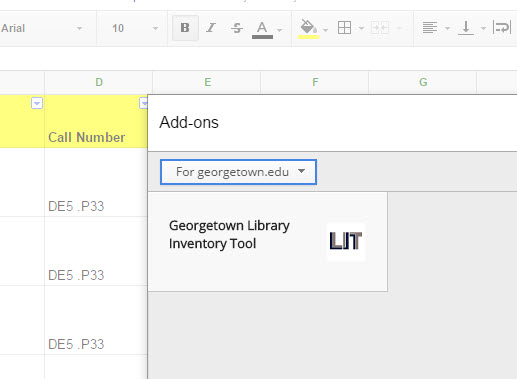 Arial 10 B I S A
D E F G
Call Number
Add-ons
For georgetown.edu
Georgetown Library
Inventory Tool
LIT
DE5 .P33
DE5 .P33
DE5 .P33